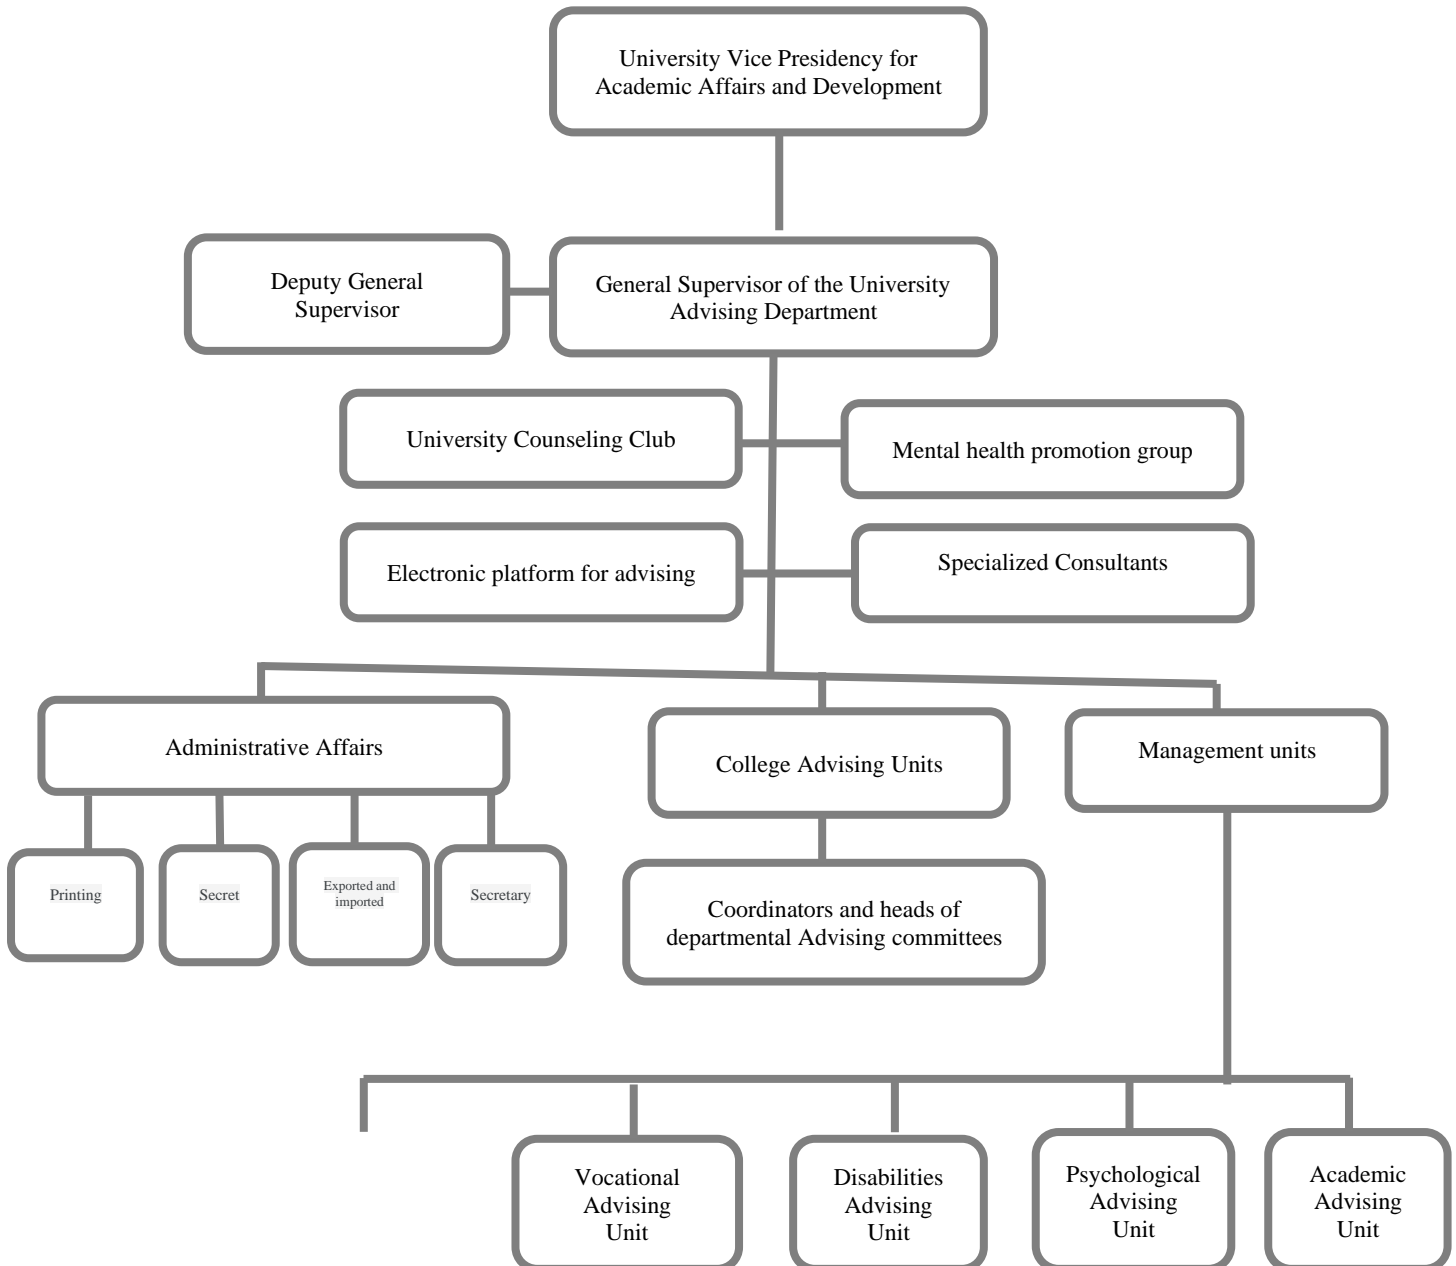 University Vice Presidency for
Academic Affairs and Development
Deputy General
Supervisor
General Supervisor of the University
Advising Department
University Counseling Club
Mental health promotion group
Electronic platform for advising
Specialized Consultants
Administrative Affairs
College Advising Units
Management units
Printing
Secret
Exported and
imported
Secretary
Coordinators and heads of
departmental Advising committees
Vocational
Advising
Unit
Disabilities
Advising
Unit
Psychological
Advising
Unit
Academic
Advising
Unit